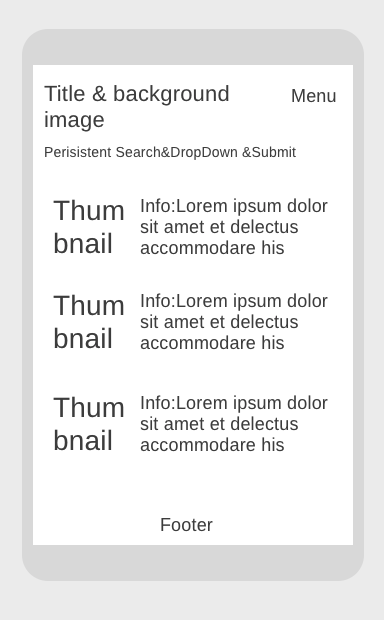 Title & background
image
Menu
Perisistent Search&DropDown &Submit
Thum
bnail
Info:Lorem ipsum dolor
sit amet et delectus
accommodare his
Thum
bnail
Info:Lorem ipsum dolor
sit amet et delectus
accommodare his
Thum
bnail
Info:Lorem ipsum dolor
sit amet et delectus
accommodare his
Footer